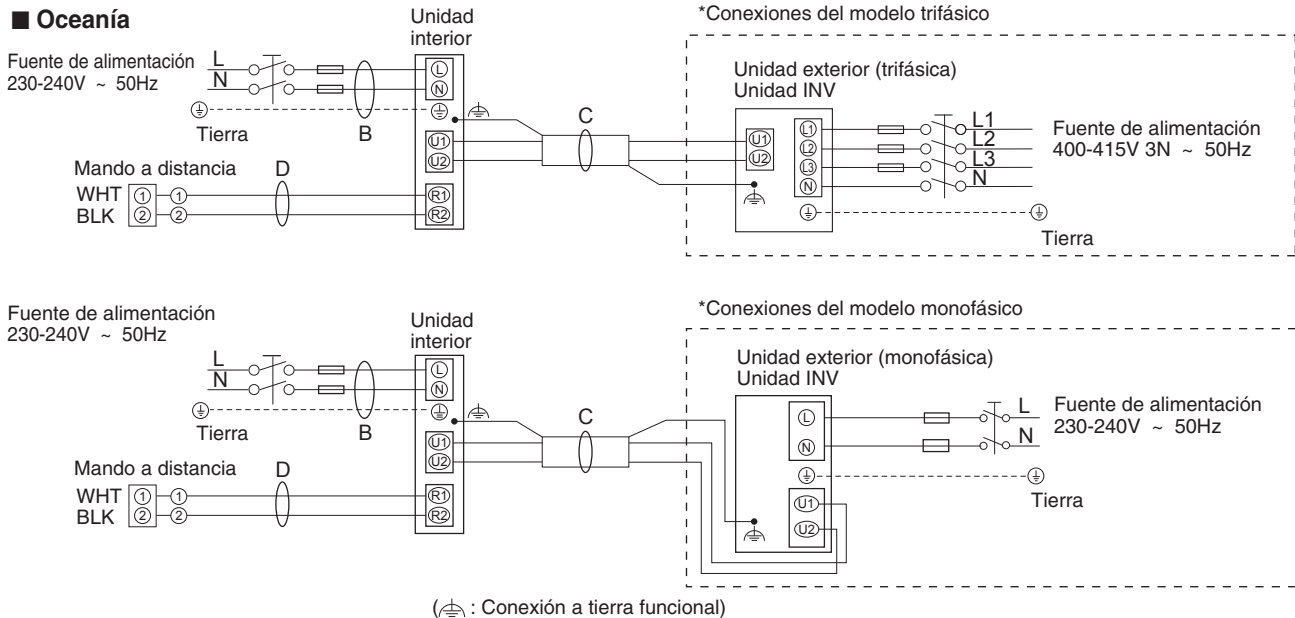 ■ Oceanía
Unidad
interior
*Conexiones del modelo trifásico
Fuente de alimentación
230-240V ~ 50Hz
L
N
Tierra
B
L
N
U1
U2
R1
R2
Mando a distancia
WHT 1 1
BLK 2 2
D
C
Unidad exterior (trifásica)
Unidad INV
U1
U2
L1
L2
L3
N
L1
L2
L3
N
Fuente de alimentación
400-415V 3N ~ 50Hz
Tierra
Fuente de alimentación
230-240V ~ 50Hz
Unidad
interior
*Conexiones del modelo monofásico
L
N
Tierra
B
L
N
U1
U2
R1
R2
Mando a distancia
WHT 1 1
BLK 2 2
D
C
Unidad exterior (monofásica)
Unidad INV
L
N
U1
U2
L
N
Fuente de alimentación
230-240V ~ 50Hz
Tierra
( : Conexión a tierra funcional)